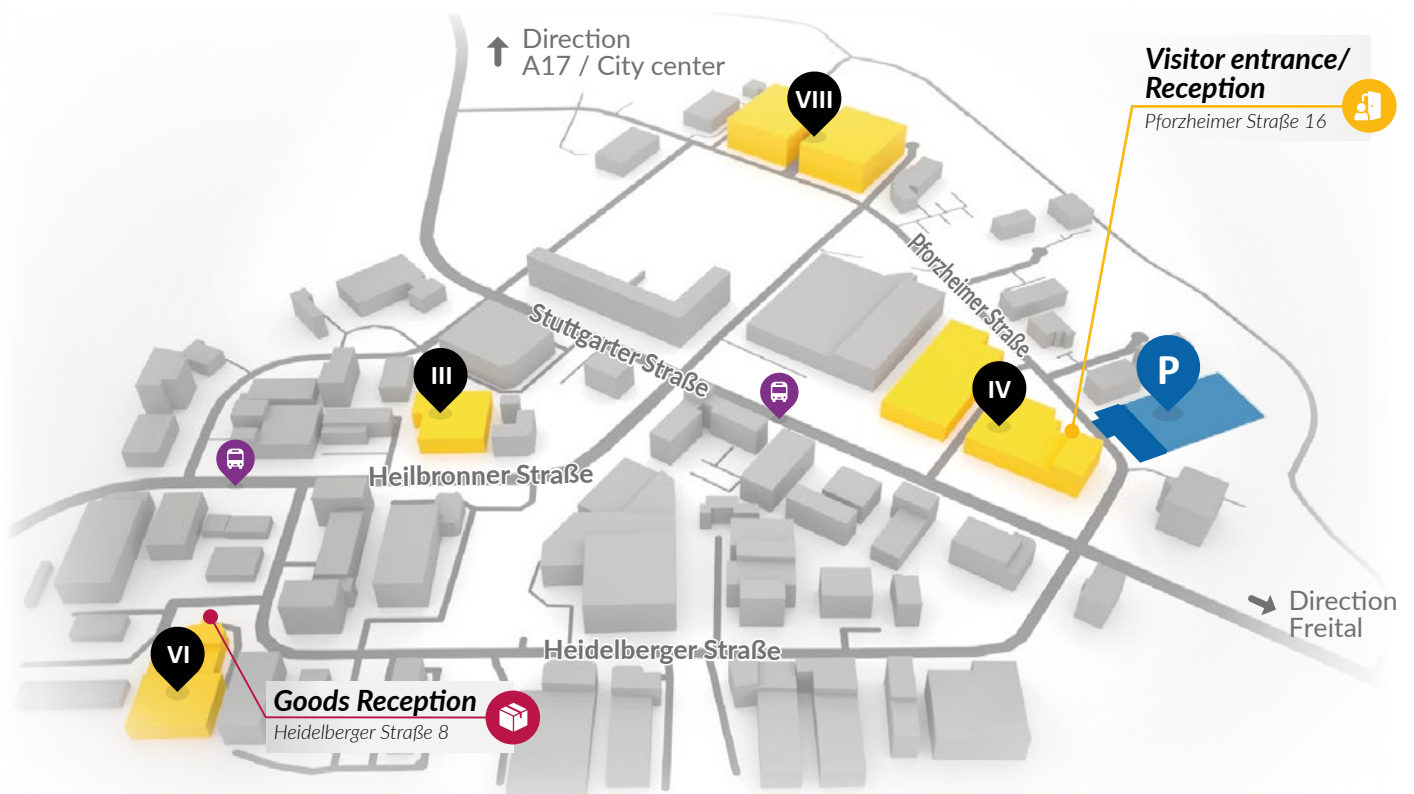 Direction
A17 / City center
Visitor entrance/
Reception
Pforzheimer Straße 16
VIII
Pforzheimer Straße
Stuttgarter Straße
P
III
IV
Heilbronner Straße
Direction
Freital
Heidelberger Straße
VI
Goods Reception
Heidelberger Straße 8